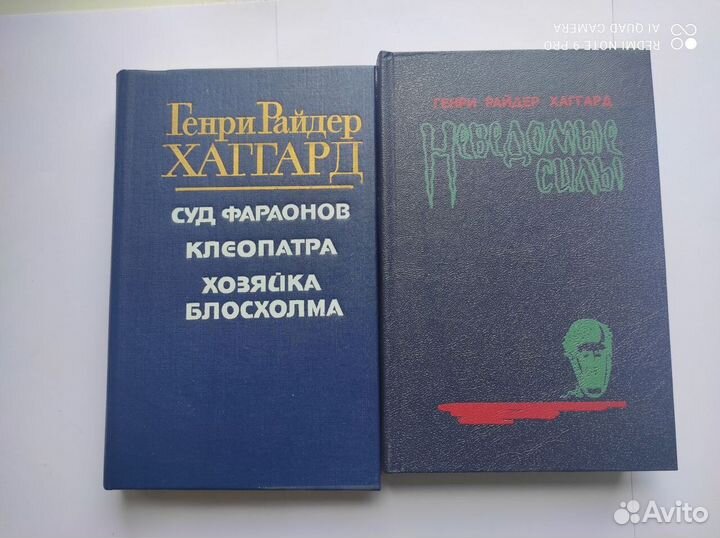 Генри Райдер
ХАГГАРД
СУД ФАРАОНОВ
КЛЕОПАТРА
ХОЗЯЙКА
БЛОСХОЛМА
ГЕНРИ РАЙДЕР ХАГГАРД
НЕВЕДОМЫЕ
СИЛЫ
REDMI NOTE 9 PRO
AI QUAD CAMERA
Avito